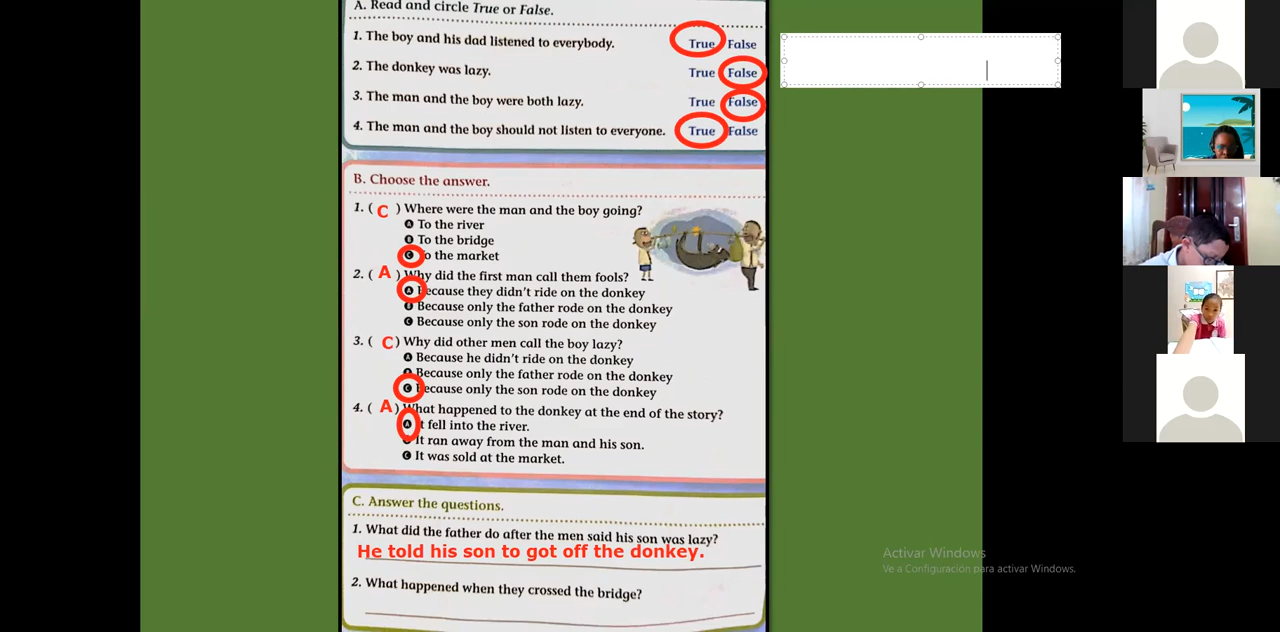 A. Read and circle True or False.
1. The boy and his dad listened to everybody. True False
2. The donkey was lazy. True False
3. The man and the boy were both lazy. True False
4. The man and the boy should not listen to everyone. True False
B. Choose the answer.
1. ( C ) Where were the man and the boy going?
A To the river
B To the bridge
C To the market
2. ( A ) Why did the first man call them fools?
A Because they didn't ride on the donkey
B Because only the father rode on the donkey
C Because only the son rode on the donkey
3. ( C ) Why did other men call the boy lazy?
A Because he didn't ride on the donkey
B Because only the father rode on the donkey
C Because only the son rode on the donkey
4. ( A ) What happened to the donkey at the end of the story?
A It fell into the river.
It ran away from the man and his son.
C It was sold at the market.
C. Answer the questions.
1. What did the father do after the men said his son was lazy?
He told his son to got off the donkey.
2. What happened when they crossed the bridge?
Activar Windows
Ve a Configuración para activar Windows.